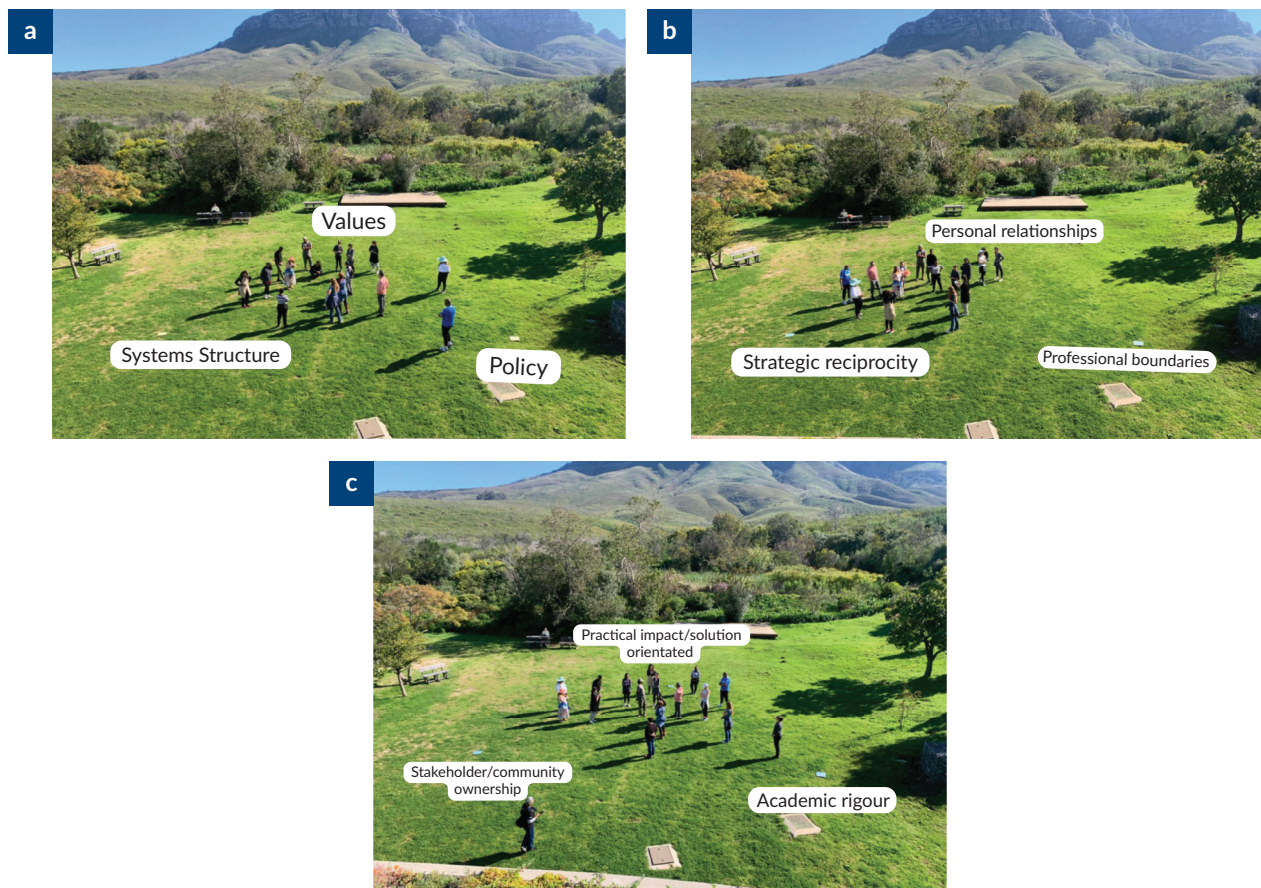 a
Values
Systems Structure
Policy
b
Personal relationships
Strategic reciprocity
Professional boundaries
c
Practical impact/solution
orientated
Stakeholder/community
ownership
Academic rigour